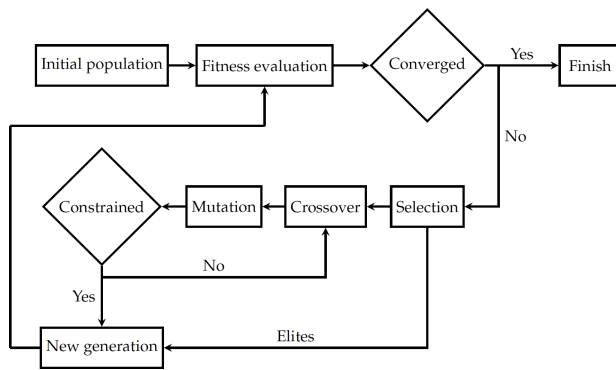 Initial population
Fitness evaluation
Converged
Yes
Finish
No
Constrained
Mutation
Crossover
Selection
No
Yes
New generation
Elites